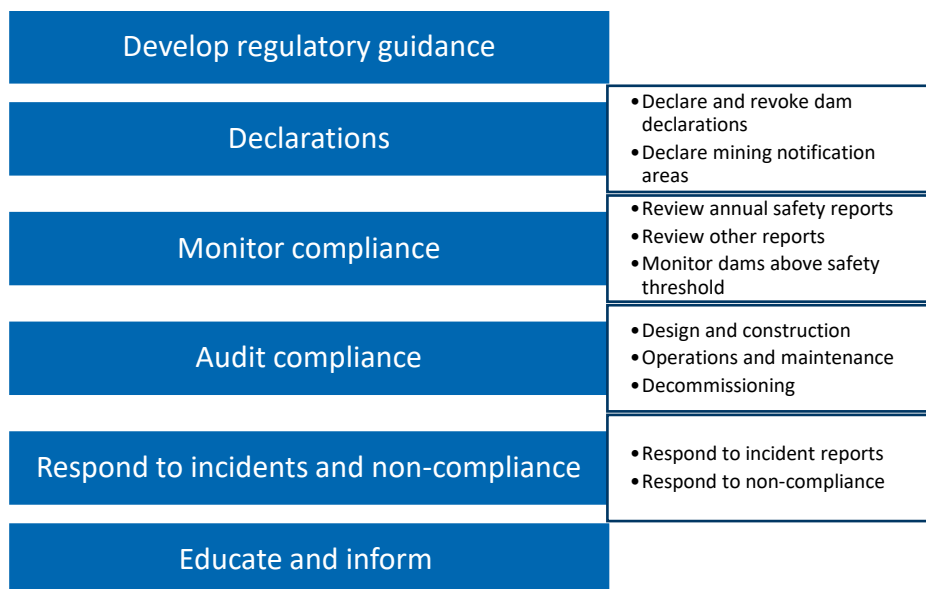 Develop regulatory guidance
Declarations
•Declare and revoke dam
declarations
•Declare mining notification
areas
Monitor compliance
•Review annual safety reports
•Review other reports
•Monitor dams above safety
threshold
Audit compliance
•Design and construction
•Operations and maintenance
•Decommissioning
Respond to incidents and non-compliance
•Respond to incident reports
•Respond to non-compliance
Educate and inform